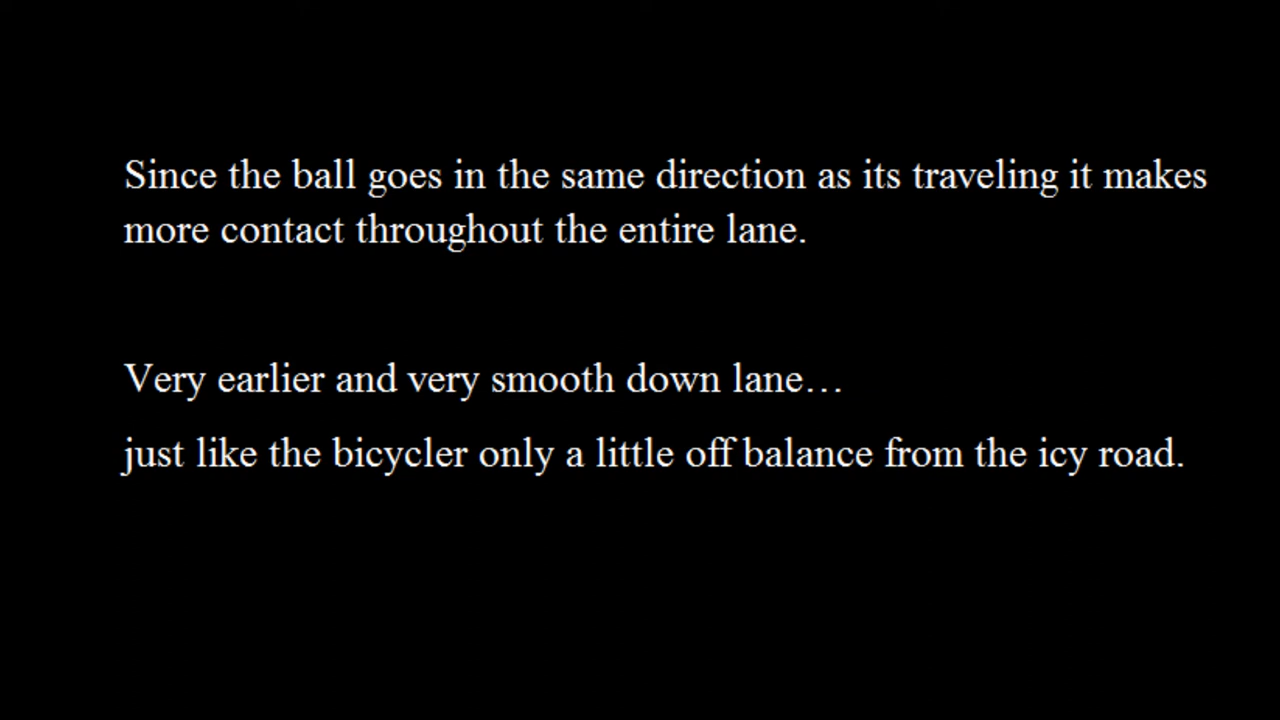 Since the ball goes in the same direction as its traveling it makes
more contact throughout the entire lane.
Very earlier and very smooth down lane…
just like the bicycler only a little off balance from the icy road.